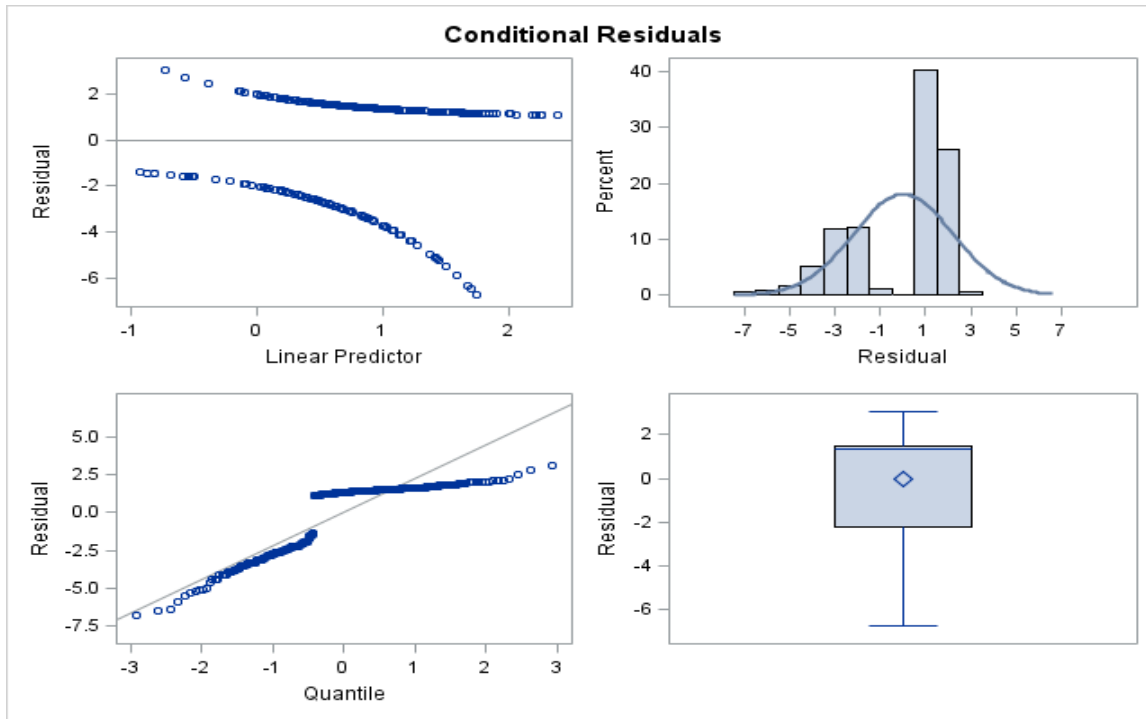 Conditional Residuals
Residual
2
0
-2
-4
-6
-1 0 1 2
Linear Predictor
Percent
40
30
20
10
0
-7 -5 -3 -1 1 3 5 7
Residual
Residual
5.0
2.5
0.0
-2.5
-5.0
-7.5
-3 -2 -1 0 1 2 3
Quantile
Residual
2
0
-2
-4
-6